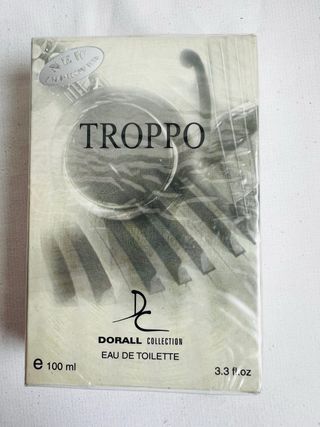 TROPPO
DC
DORALL COLLECTION
EAU DE TOILETTE
e 100 ml
3.3 fl.oz